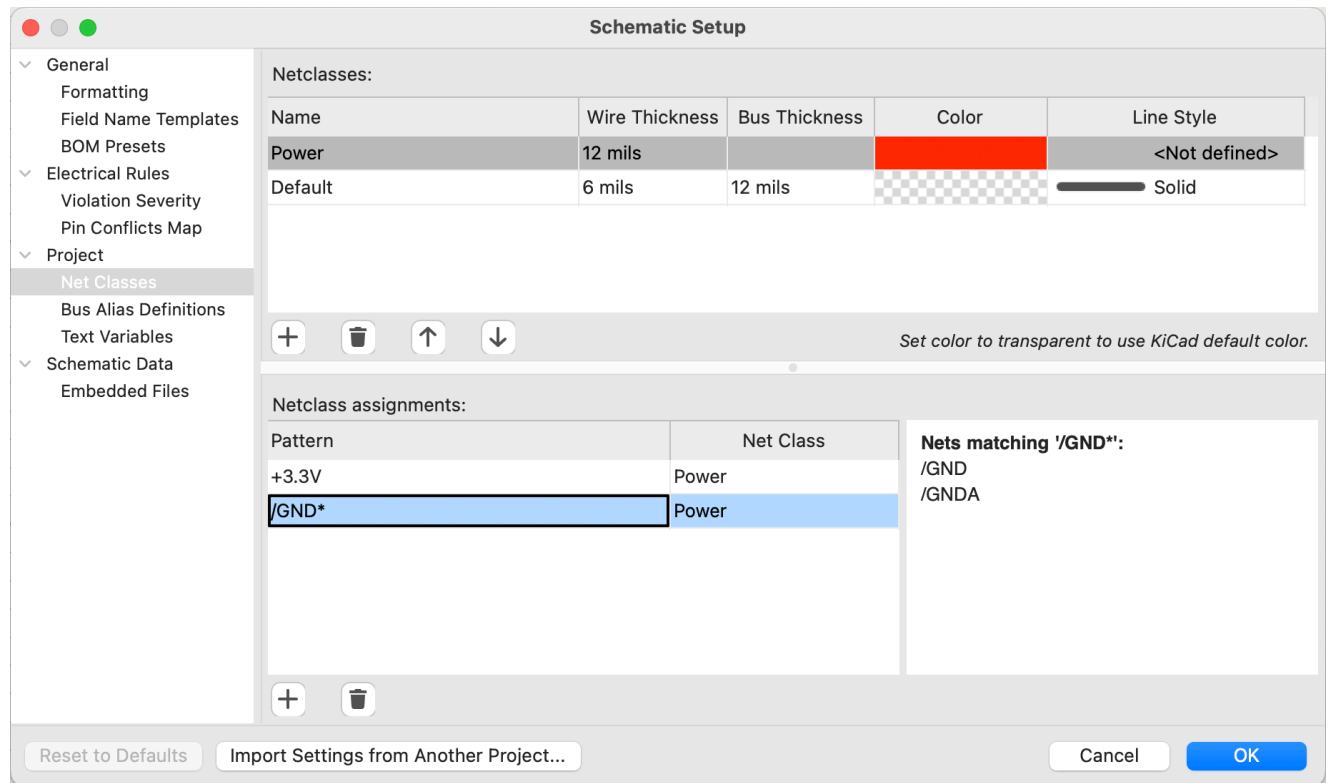 Schematic Setup
General
Formatting
Field Name Templates
BOM Presets
Electrical Rules
Violation Severity
Pin Conflicts Map
Project
Net Classes
Bus Alias Definitions
Text Variables
Schematic Data
Embedded Files
Netclasses:
Name Wire Thickness Bus Thickness Color Line Style
Power 12 mils <Not defined>
Default 6 mils 12 mils Solid
Set color to transparent to use KiCad default color.
Netclass assignments:
Pattern Net Class
+3.3V Power
/GND* Power
Nets matching '/GND*':
/GND
/GNDA
Reset to Defaults Import Settings from Another Project... Cancel OK